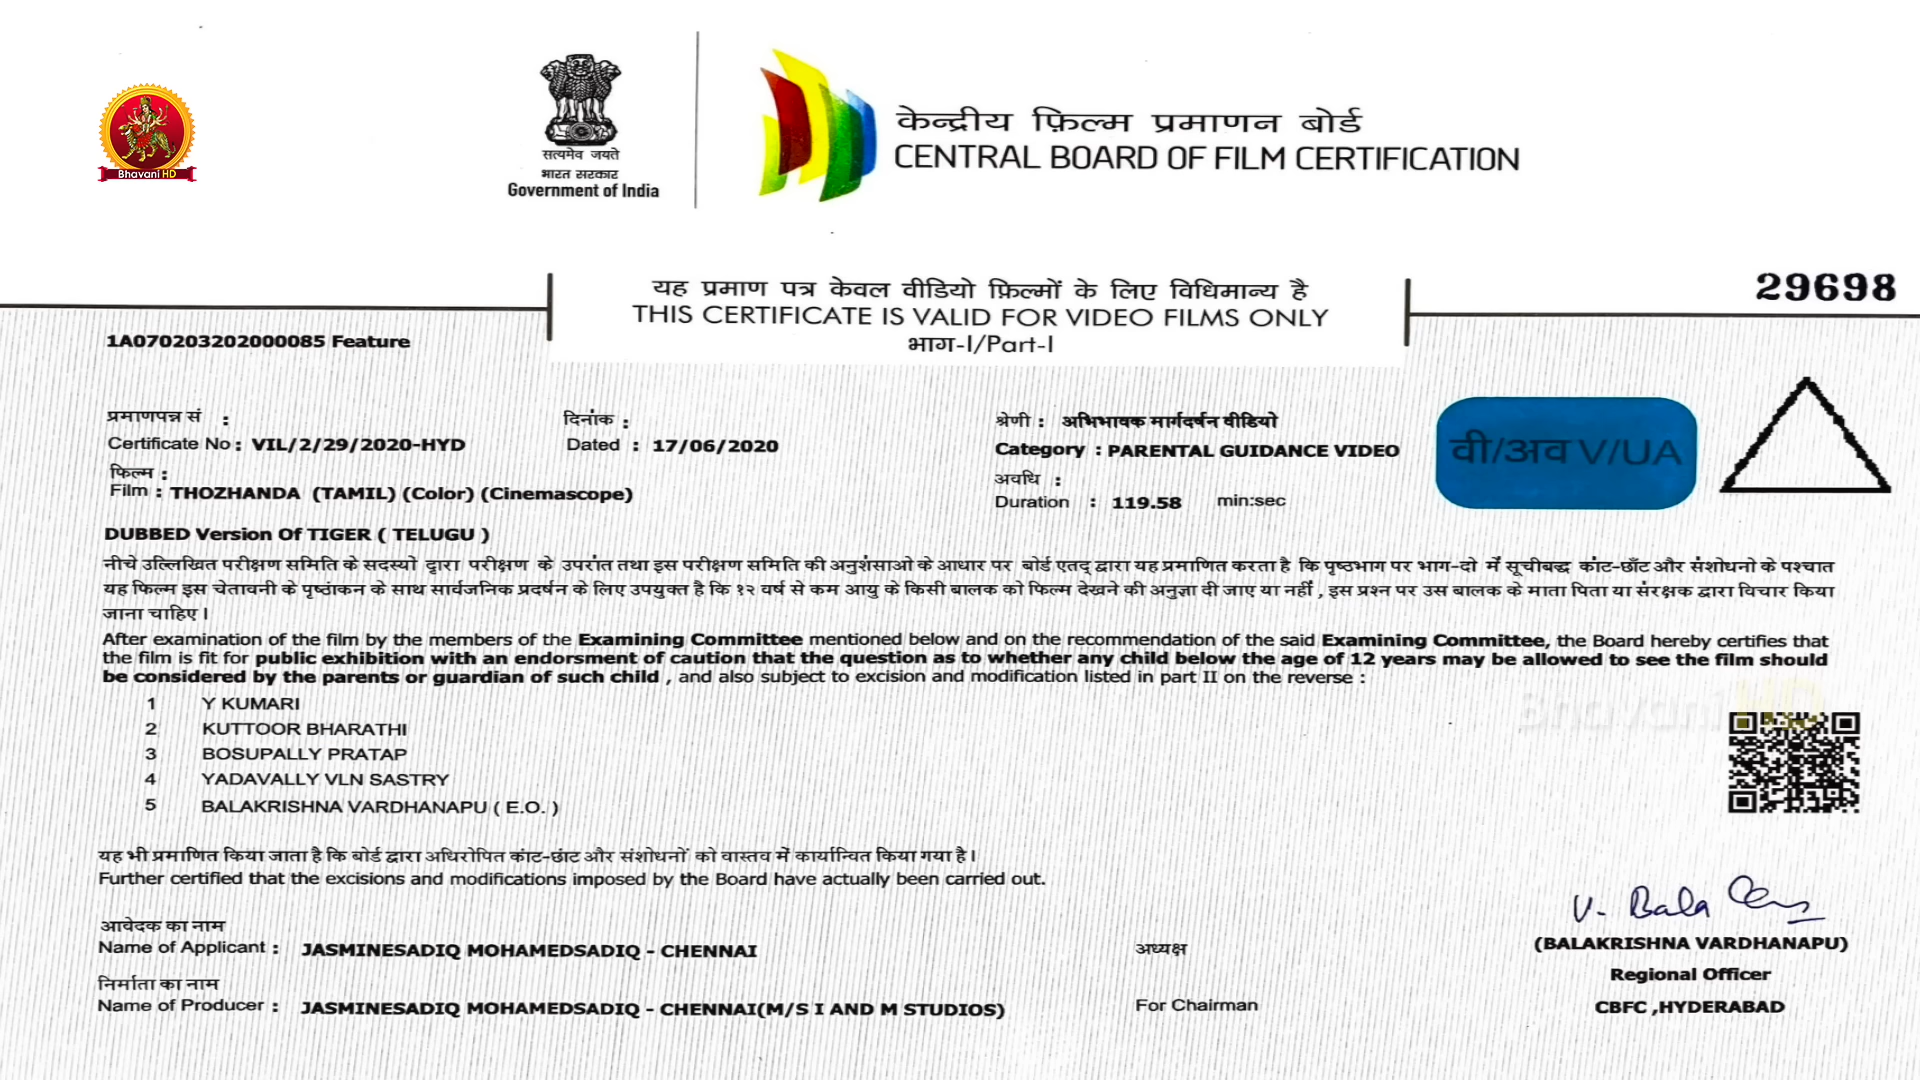 Bhavani HD
सत्यमेव जयते
भारत सरकार
Government of India
केन्द्रीय फ़िल्म प्रमाणन बोर्ड
CENTRAL BOARD OF FILM CERTIFICATION
29698
यह प्रमाण पत्र केवल वीडियो फ़िल्मों के लिए विधिमान्य है
THIS CERTIFICATE IS VALID FOR VIDEO FILMS ONLY
भाग-I/Part-I
1A070203202000085 Feature
प्रमाणपत्र सं :
दिनांक :
श्रेणी : अभिभावक मार्गदर्षन वीडियो
Certificate No : VIL/2/29/2020-HYD
Dated : 17/06/2020
Category : PARENTAL GUIDANCE VIDEO
वी/अव V/UA
फिल्म :
अवधि :
Film : THOZHANDA (TAMIL) (Color) (Cinemascope)
Duration : 119.58 min:sec
DUBBED Version Of TIGER ( TELUGU )
नीचे उल्लिखित परीक्षण समिति के सदस्यों द्वारा परीक्षण के उपरांत तथा इस परीक्षण समिति की अनुशंसाओ के आधार पर बोर्ड एतद् द्वारा यह प्रमाणित करता है कि पृष्ठभाग पर भाग-दो में सूचीबद्ध कांट-छाँट और संशोधनो के पश्चात
यह फिल्म इस चेतावनी के पृष्ठांकन के साथ सार्वजनिक प्रदर्षन के लिए उपयुक्त है कि १२ वर्ष से कम आयु के किसी बालक को फिल्म देखने की अनुज्ञा दी जाए या नहीं, इस प्रश्न पर उस बालक के माता पिता या संरक्षक द्वारा विचार किया
जाना चाहिए।
After examination of the film by the members of the Examining Committee mentioned below and on the recommendation of the said Examining Committee, the Board hereby certifies that
the film is fit for public exhibition with an endorsment of caution that the question as to whether any child below the age of 12 years may be allowed to see the film should
be considered by the parents or guardian of such child , and also subject to excision and modification listed in part II on the reverse :
1 Y KUMARI
2 KUTTOOR BHARATHI
3 BOSUPALLY PRATAP
4 YADAVALLY VLN SASTRY
5 BALAKRISHNA VARDHANAPU ( E.O. )
Bhavani HD
यह भी प्रमाणित किया जाता है कि बोर्ड द्वारा अधिरोपित कांट-छांट और संशोधनों को वास्तव में कार्यान्वित किया गया है।
Further certified that the excisions and modifications imposed by the Board have actually been carried out.
V. Bala
आवेदक का नाम
Name of Applicant : JASMINESADIQ MOHAMEDSADIQ - CHENNAI
अध्यक्ष
(BALAKRISHNA VARDHANAPU)
Regional Officer
निर्माता का नाम
Name of Producer : JASMINESADIQ MOHAMEDSADIQ - CHENNAI(M/S I AND M STUDIOS)
For Chairman
CBFC ,HYDERABAD